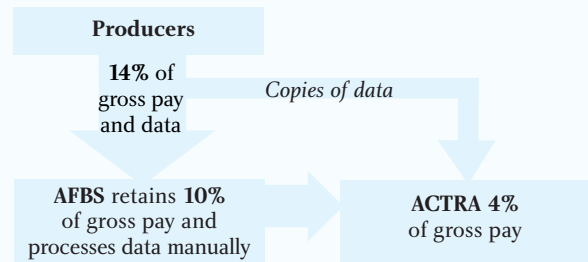 Producers
14% of
gross pay
and data
Copies of data
AFBS retains 10%
of gross pay and
processes data manually
ACTRA 4%
of gross pay